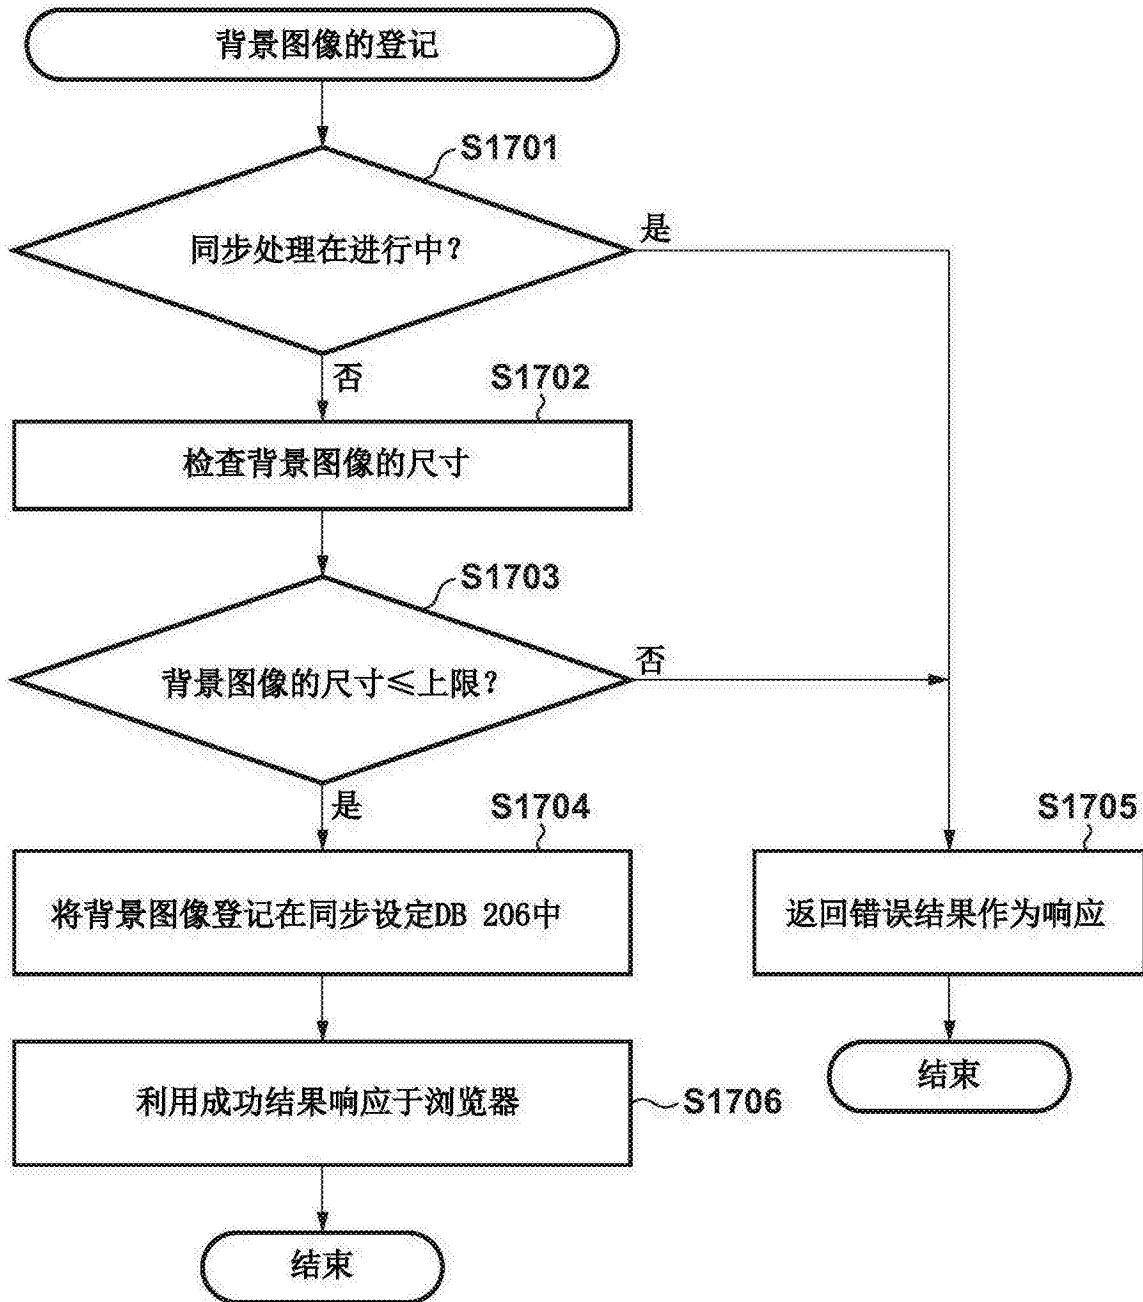 背景图像的登记
S1701
同步处理在进行中?
是
否
S1702
检查背景图像的尺寸
S1703
背景图像的尺寸≤上限?
否
是
S1704
将背景图像登记在同步设定DB 206中
S1705
返回错误结果作为响应
利用成功结果响应于浏览器
S1706
结束
结束